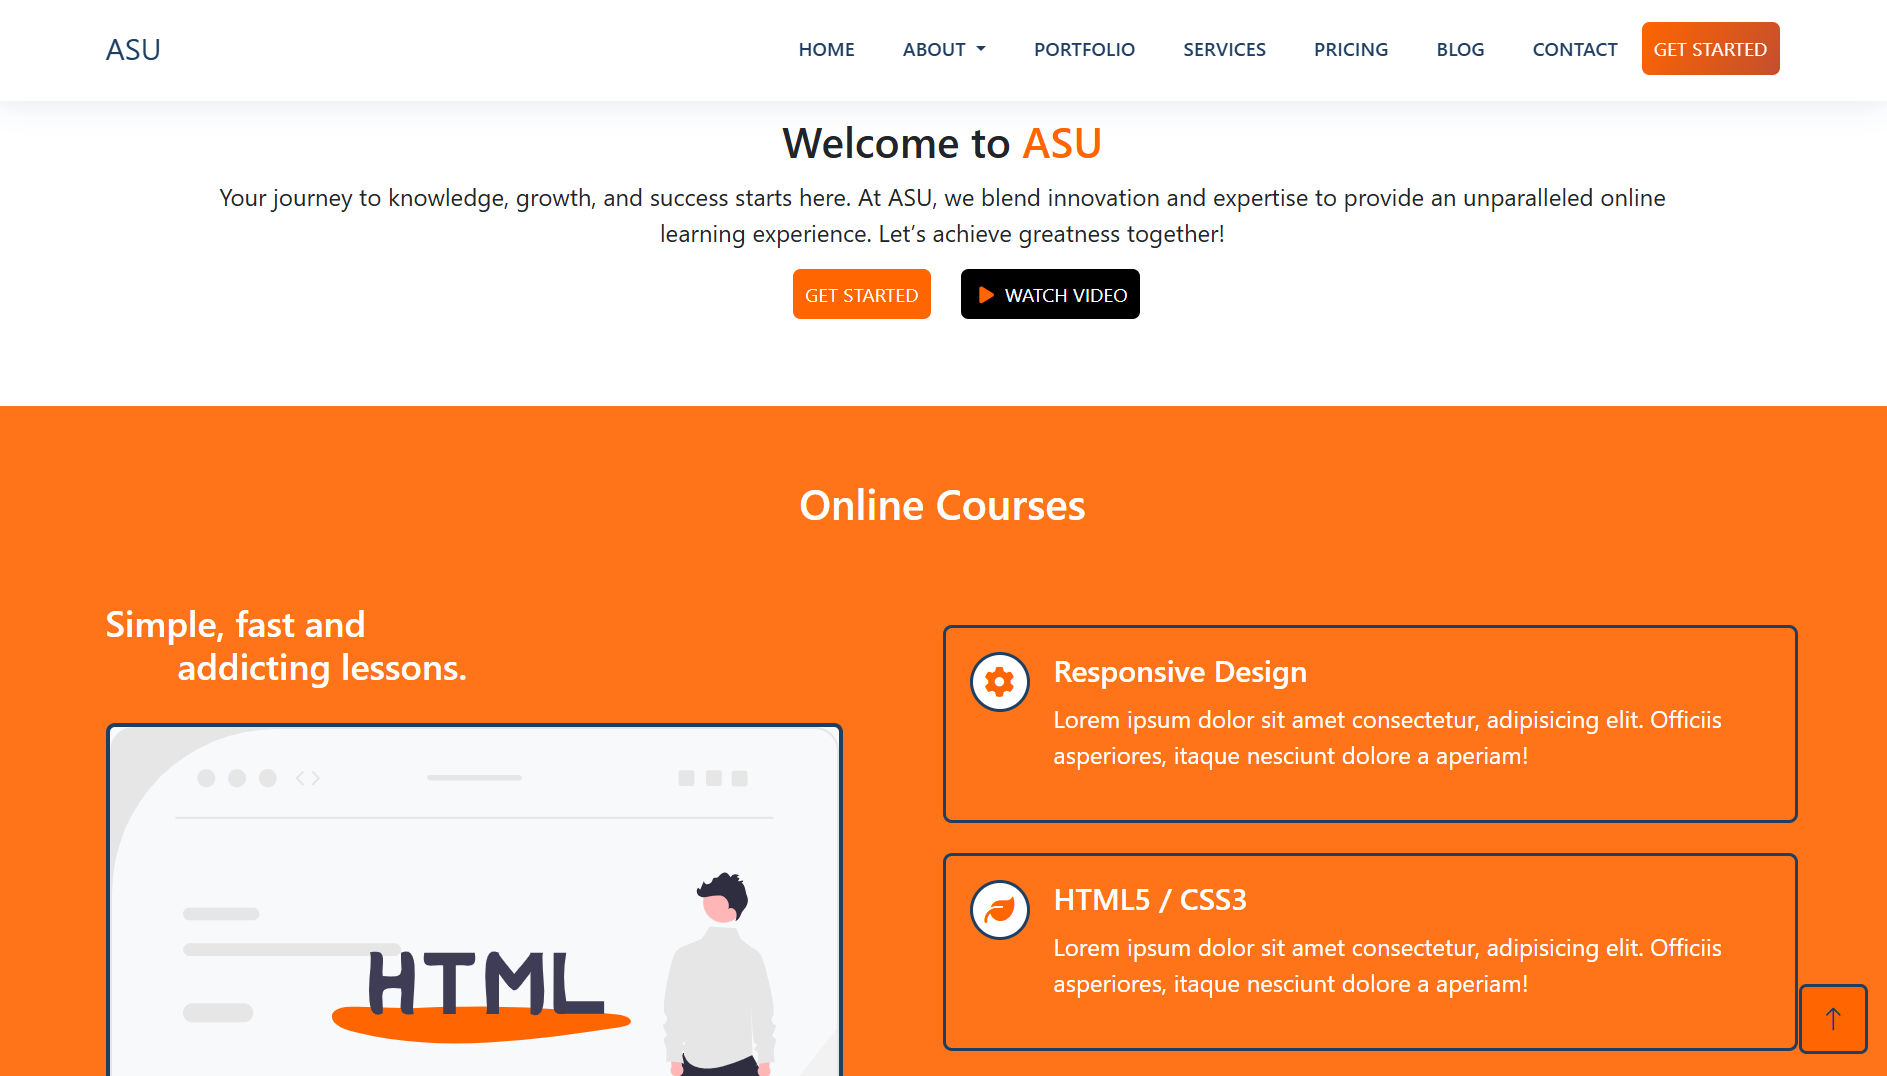 ASU
HOME ABOUT PORTFOLIO SERVICES PRICING BLOG CONTACT GET STARTED
Welcome to ASU
Your journey to knowledge, growth, and success starts here. At ASU, we blend innovation and expertise to provide an unparalleled online
learning experience. Let’s achieve greatness together!
GET STARTED WATCH VIDEO
Online Courses
Simple, fast and
addicting lessons.
HTML
Responsive Design
Lorem ipsum dolor sit amet consectetur, adipisicing elit. Officiis
asperiores, itaque nesciunt dolore a aperiam!
HTML5 / CSS3
Lorem ipsum dolor sit amet consectetur, adipisicing elit. Officiis
asperiores, itaque nesciunt dolore a aperiam!